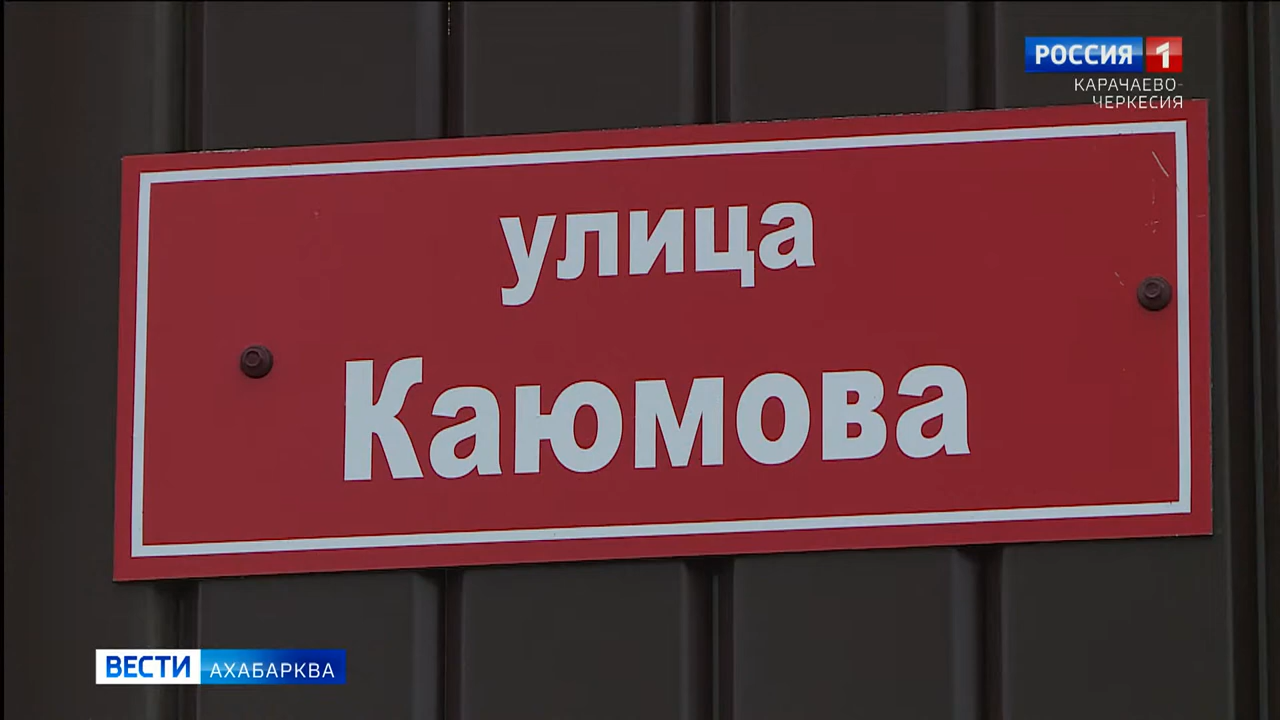 РОССИЯ 1
КАРАЧАЕВО-
ЧЕРКЕСИЯ
улица
Каюмова
ВЕСТИ АХАБАРКВА